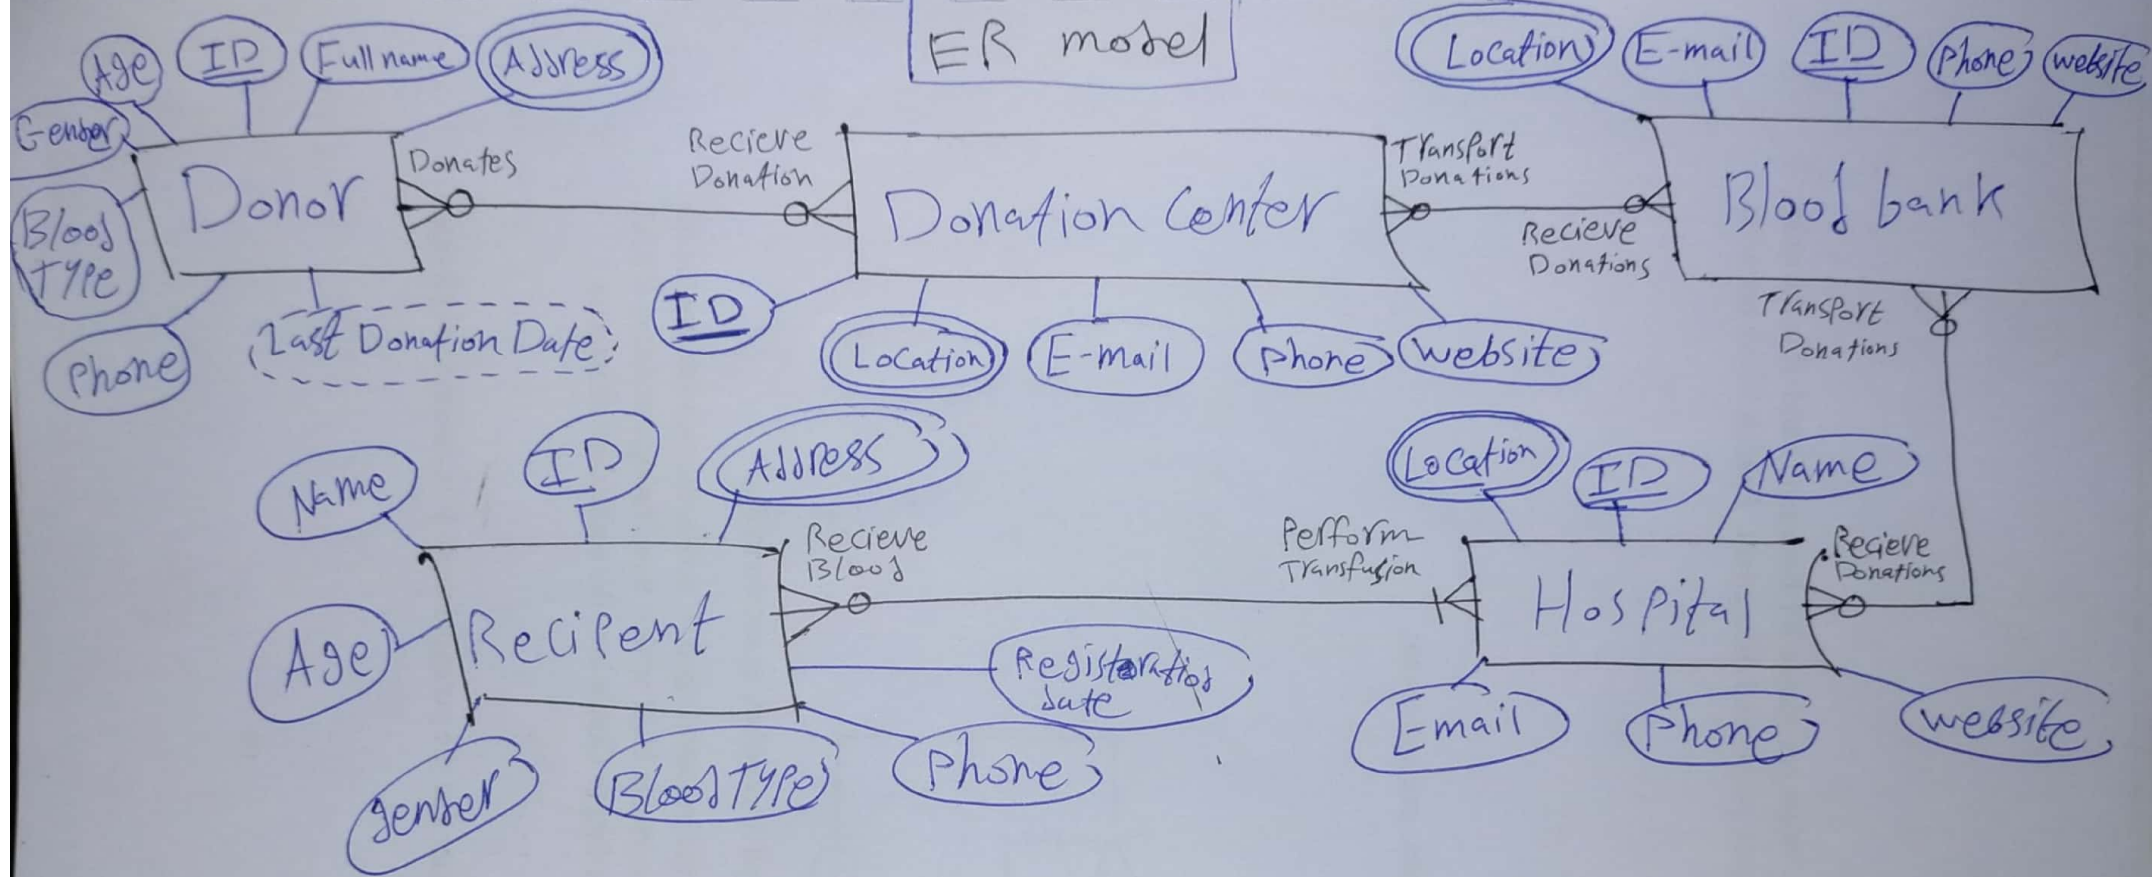 ER model
Age
ID
Full name
Address
Gender
Blood
Type
Phone
Last Donation Date
Donor
Donates
Recieve
Donation
Donation Center
ID
Location
E-mail
Phone
website
Transport
Donations
Recieve
Donations
Location
E-mail
ID
Phone
website
Blood bank
Transport
Donations
Name
ID
Address
Age
Recipent
gender
BloodType
Phone
Registeration
date
Recieve
Blood
Perform
Transfusion
Location
ID
Name
Hospital
Recieve
Donations
Email
Phone
website